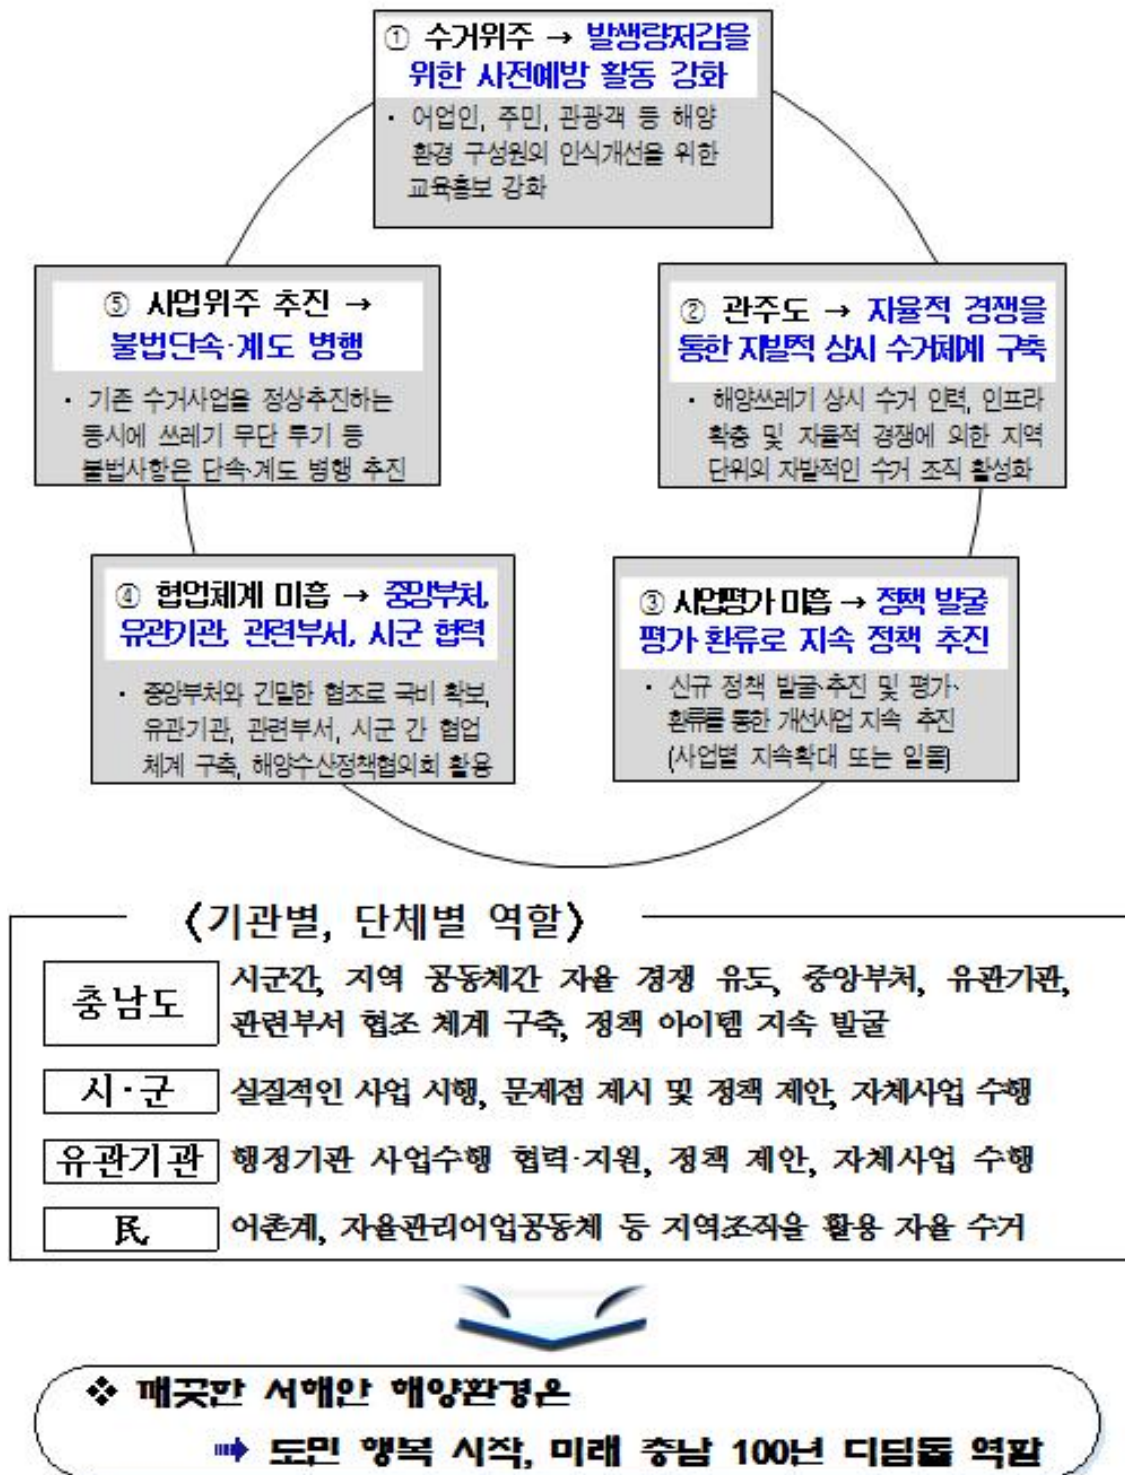 ① 수거위주 → 발생량저감을
위한 사전예방 활동 강화
· 어업인, 주민, 관광객 등 해양
환경 구성원의 인식개선을 위한
교육홍보 강화
② 관주도 → 자율적 경쟁을
통한 자발적 상시 수거체계 구축
· 해양쓰레기 상시 수거 인력, 인프라
확충 및 자율적 경쟁에 의한 지역
단위의 자발적인 수거 조직 활성화
③ 사업평가 미흡 → 정책 발굴
평가·환류로 지속 정책 추진
· 신규 정책 발굴·추진 및 평가·
환류를 통한 개선사업 지속 추진
(사업별 지속확대 또는 일몰)
④ 협업체계 미흡 → 중앙부처,
유관기관, 관련부서, 시군 협력
· 중앙부처와 긴밀한 협조로 국비 확보,
유관기관, 관련부서, 시군 간 협업
체계 구축, 해양수산정책협의회 활용
⑤ 사업위주 추진 →
불법단속·계도 병행
· 기존 수거사업을 정상추진하는
동시에 쓰레기 무단 투기 등
불법사항은 단속·계도 병행 추진
〈기관별, 단체별 역할〉
충남도 시군간, 지역 공동체간 자율 경쟁 유도, 중앙부처, 유관기관,
관련부서 협조 체계 구축, 정책 아이템 지속 발굴
시·군 실질적인 사업 시행, 문제점 제시 및 정책 제안, 자체사업 수행
유관기관 행정기관 사업수행 협력·지원, 정책 제안, 자체사업 수행
民 어촌계, 자율관리어업공동체 등 지역조직을 활용 자율 수거
❖ 깨끗한 서해안 해양환경은
➠ 도민 행복 시작, 미래 충남 100년 디딤돌 역할